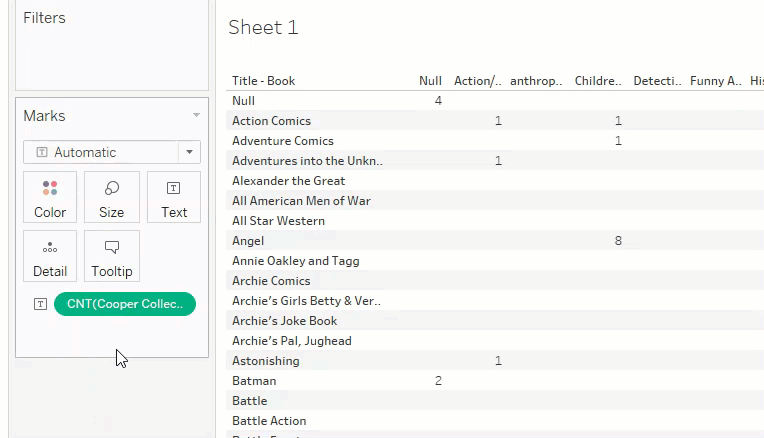 Filters
Marks
Automatic
Color Size Text
Detail Tooltip
CNT(Cooper Collec..
Sheet 1
Title - Book Null Action/.. anthrop.. Childre.. Detecti.. Funny A.. His
Null 4
Action Comics 1 1
Adventure Comics 1
Adventures into the Unkn.. 1
Alexander the Great
All American Men of War
All Star Western
Angel 8
Annie Oakley and Tagg
Archie Comics
Archie's Girls Betty & Ver..
Archie's Joke Book
Archie's Pal, Jughead
Astonishing 1
Batman 2
Battle
Battle Action